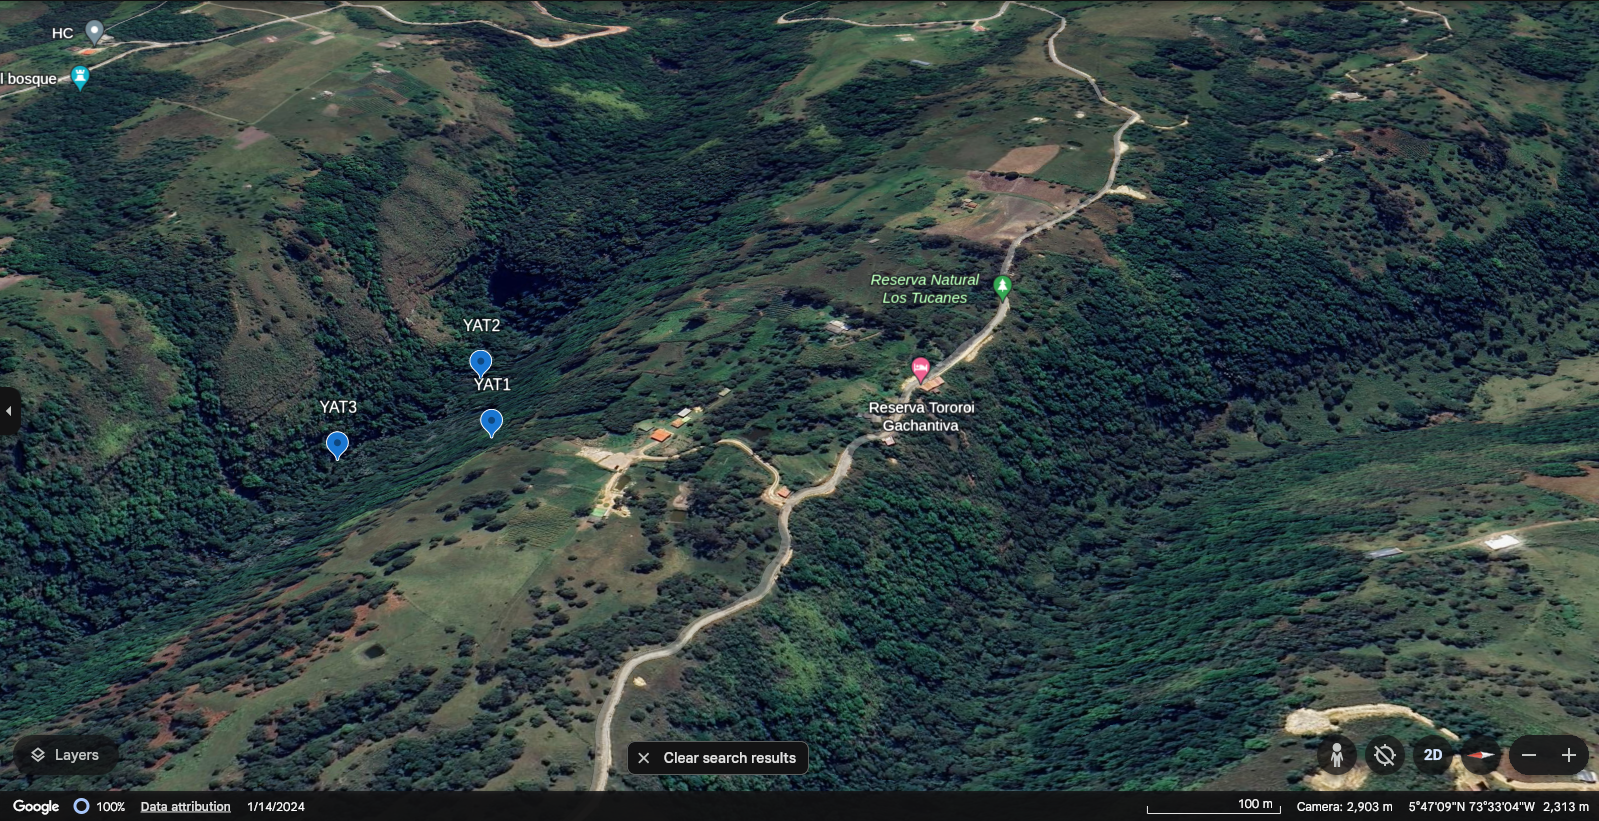 HC
l bosque
Reserva Natural
Los Tucanes
YAT2
YAT1
YAT3
Reserva Tororoi
Gachantiva
Layers
Clear search results
2D
Google
100%
Data attribution
1/14/2024
100 m
Camera: 2,903 m
5°47'09"N 73°33'04"W
2,313 m